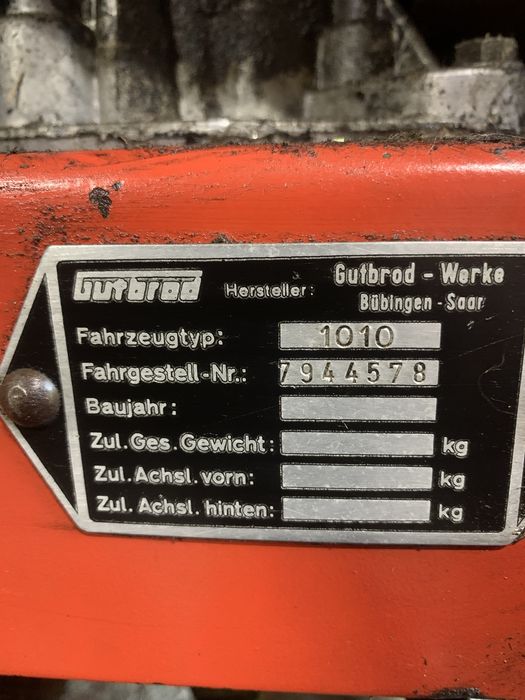 Gutbrod Hersteller: Gutbrod - Werke
Bübingen - Saar
Fahrzeugtyp: 1010
Fahrgestell-Nr.: 7944578
Baujahr:
Zul. Ges. Gewicht: kg
Zul. Achsl. vorn: kg
Zul. Achsl. hinten: kg